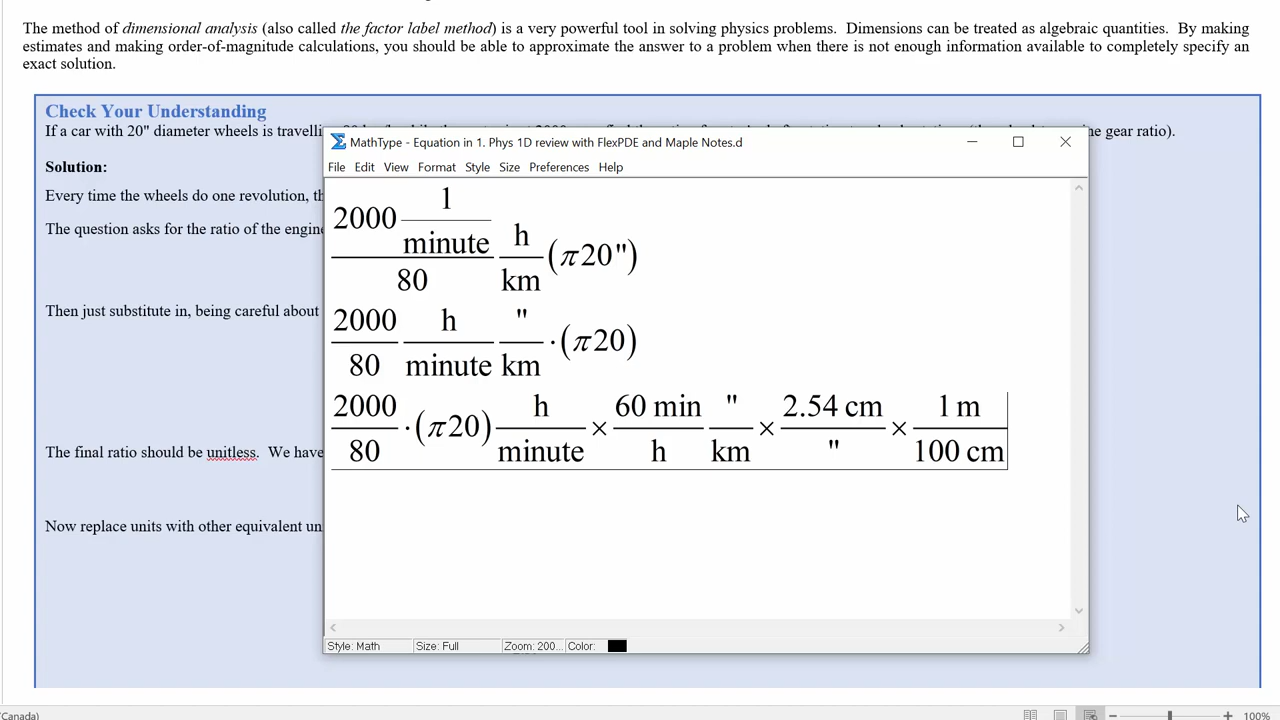 The method of dimensional analysis (also called the factor label method) is a very powerful tool in solving physics problems. Dimensions can be treated as algebraic quantities. By making
estimates and making order-of-magnitude calculations, you should be able to approximate the answer to a problem when there is not enough information available to completely specify an
exact solution.
Check Your Understanding
If a car with 20" diameter wheels is travelli
ne gear ratio).
MathType - Equation in 1. Phys 1D review with FlexPDE and Maple Notes.d
File Edit View Format Style Size Preferences Help
Solution:
Every time the wheels do one revolution, th
The question asks for the ratio of the engine
Then just substitute in, being careful about
The final ratio should be unitless. We have
Now replace units with other equivalent un
2000 1/minute / 80 h/km (π20")
2000/80 h/minute "/km · (π20)
2000/80 · (π20) h/minute × 60 min/h "/km × 2.54 cm/" × 1 m/100 cm
Style: Math Size: Full Zoom: 200... Color:
Canada)
100%